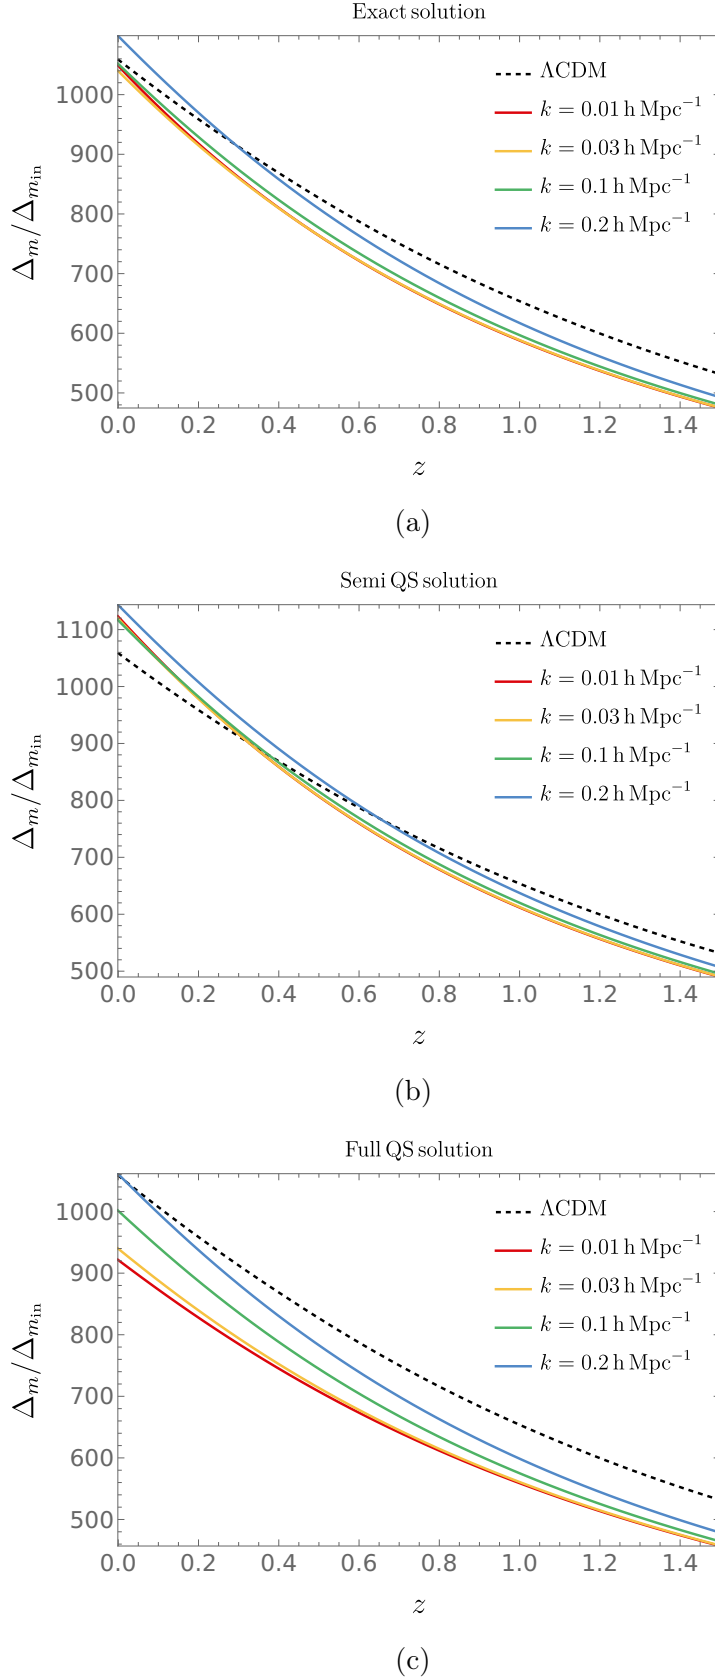 Exact solution
ΛCDM
k = 0.01 h Mpc⁻¹
k = 0.03 h Mpc⁻¹
k = 0.1 h Mpc⁻¹
k = 0.2 h Mpc⁻¹
Δₘ/Δₘᵢₙ
1000
900
800
700
600
500
0.0 0.2 0.4 0.6 0.8 1.0 1.2 1.4
z
(a)
Semi QS solution
ΛCDM
k = 0.01 h Mpc⁻¹
k = 0.03 h Mpc⁻¹
k = 0.1 h Mpc⁻¹
k = 0.2 h Mpc⁻¹
Δₘ/Δₘᵢₙ
1100
1000
900
800
700
600
500
0.0 0.2 0.4 0.6 0.8 1.0 1.2 1.4
z
(b)
Full QS solution
ΛCDM
k = 0.01 h Mpc⁻¹
k = 0.03 h Mpc⁻¹
k = 0.1 h Mpc⁻¹
k = 0.2 h Mpc⁻¹
Δₘ/Δₘᵢₙ
1000
900
800
700
600
500
0.0 0.2 0.4 0.6 0.8 1.0 1.2 1.4
z
(c)